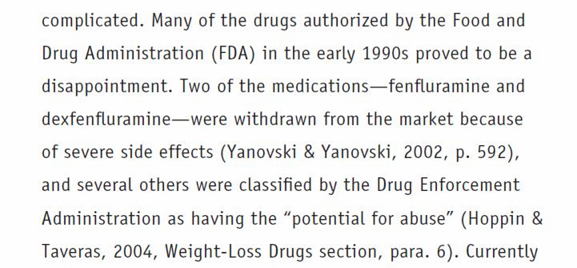 complicated. Many of the drugs authorized by the Food and
Drug Administration (FDA) in the early 1990s proved to be a
disappointment. Two of the medications—fenfluramine and
dexfenfluramine—were withdrawn from the market because
of severe side effects (Yanovski & Yanovski, 2002, p. 592),
and several others were classified by the Drug Enforcement
Administration as having the “potential for abuse” (Hoppin &
Taveras, 2004, Weight-Loss Drugs section, para. 6). Currently